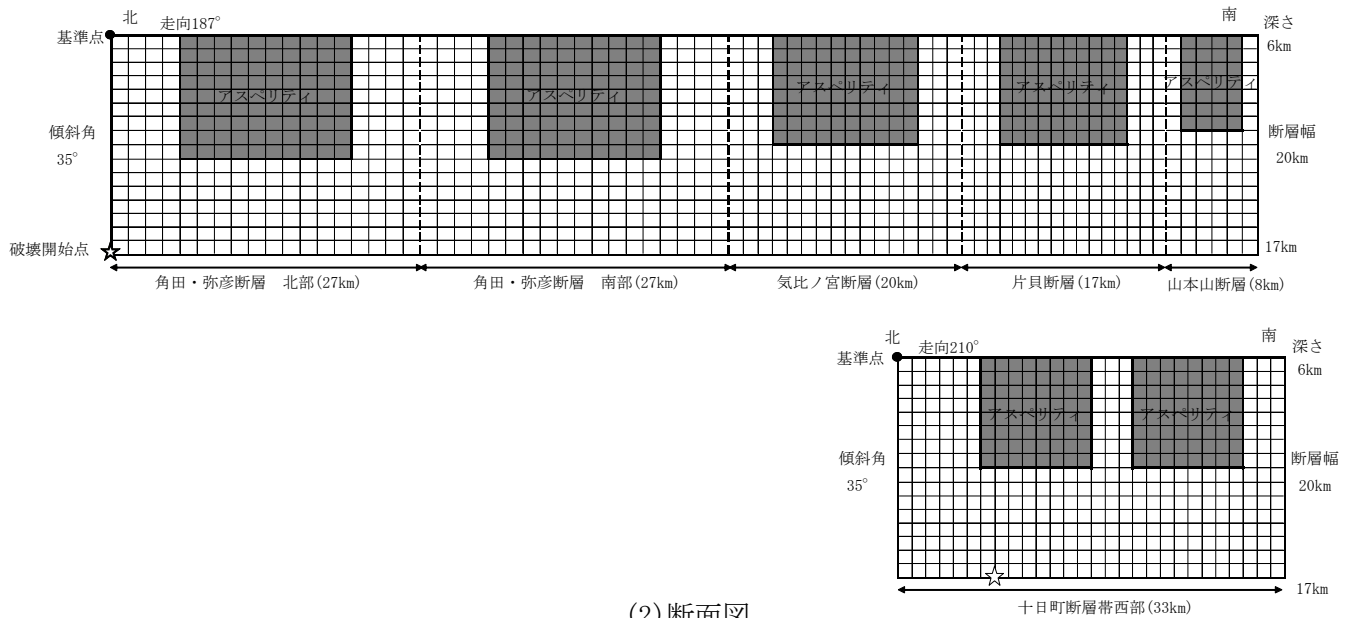 北
走向187°
南
深さ
基準点
6km
アスペリティ
アスペリティ
アスペリティ
アスペリティ
アスペリティ
傾斜角
35°
断層幅
20km
破壊開始点
17km
角田・弥彦断層　北部(27km)
角田・弥彦断層　南部(27km)
気比ノ宮断層(20km)
片貝断層(17km)
山本山断層(8km)
北
走向210°
南
深さ
基準点
6km
アスペリティ
アスペリティ
傾斜角
35°
断層幅
20km
17km
十日町断層帯西部(33km)
(2)断面図